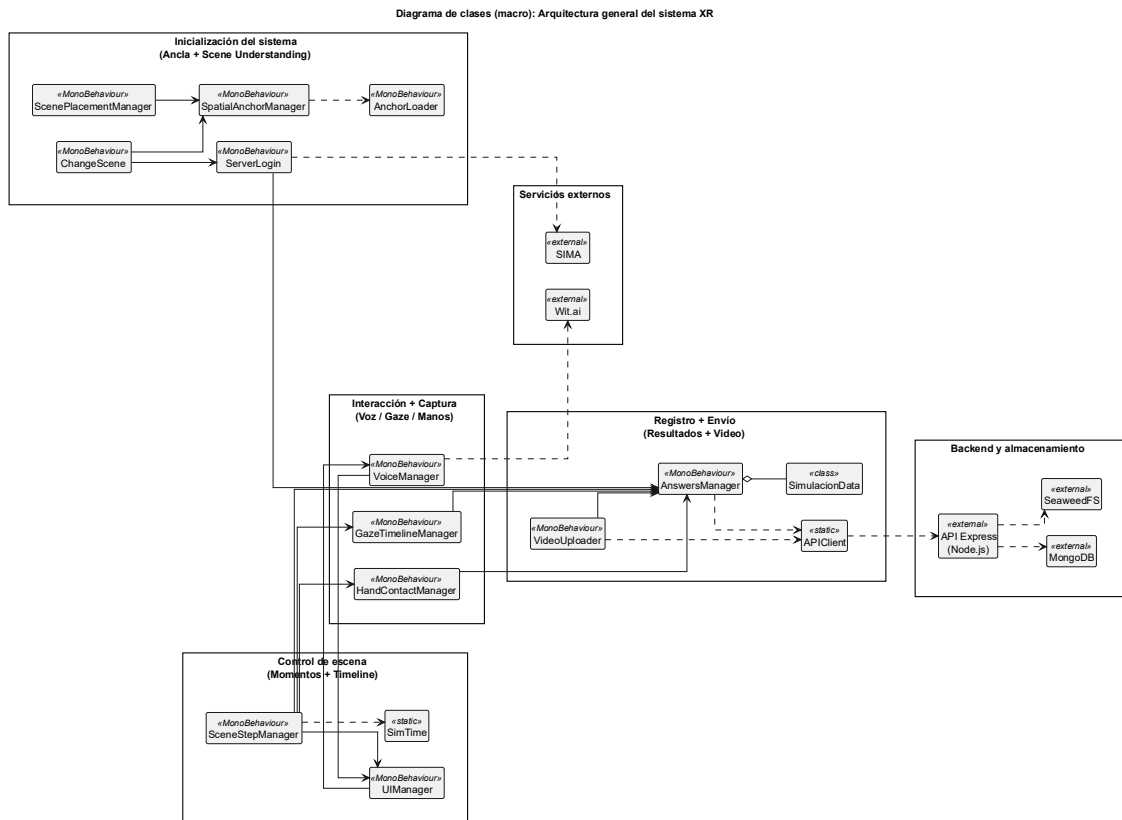 Diagrama de clases (macro): Arquitectura general del sistema XR
Inicialización del sistema
(Ancla + Scene Understanding)
«MonoBehaviour»
ScenePlacementManager
«MonoBehaviour»
SpatialAnchorManager
«MonoBehaviour»
AnchorLoader
«MonoBehaviour»
ChangeScene
«MonoBehaviour»
ServerLogin
Servicios externos
«external»
SIMA
«external»
Wit.ai
Interacción + Captura
(Voz / Gaze / Manos)
«MonoBehaviour»
VoiceManager
«MonoBehaviour»
GazeTimelineManager
«MonoBehaviour»
HandContactManager
Registro + Envío
(Resultados + Video)
«MonoBehaviour»
AnswersManager
«class»
SimulacionData
«MonoBehaviour»
VideoUploader
«static»
APIClient
Backend y almacenamiento
«external»
API Express
(Node.js)
«external»
SeaweedFS
«external»
MongoDB
Control de escena
(Momentos + Timeline)
«MonoBehaviour»
SceneStepManager
«static»
SimTime
«MonoBehaviour»
UIManager